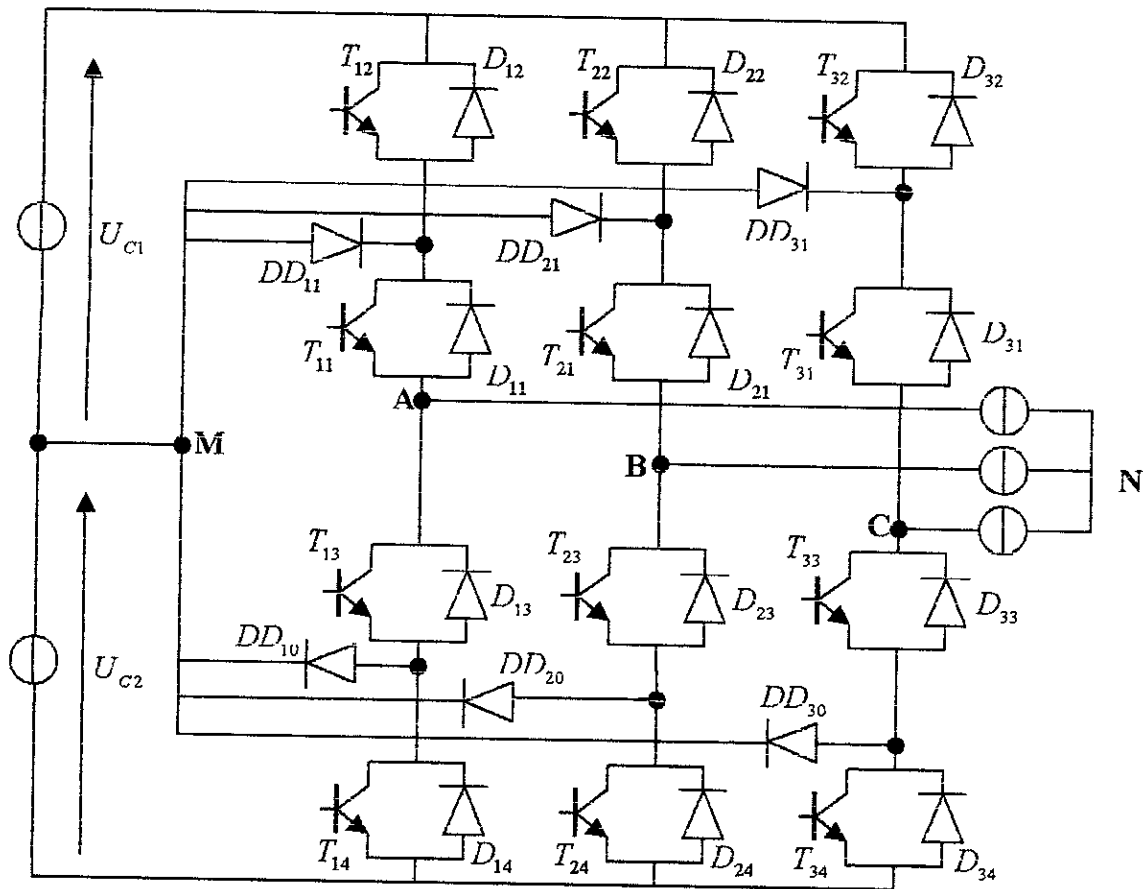 T12 D12 T22 D22 T32 D32
UC1 DD11 DD21 DD31
T11 D11 T21 D21 T31 D31
A
M B N
C
T13 D13 T23 D23 T33 D33
UC2 DD10 DD20 DD30
T14 D14 T24 D24 T34 D34